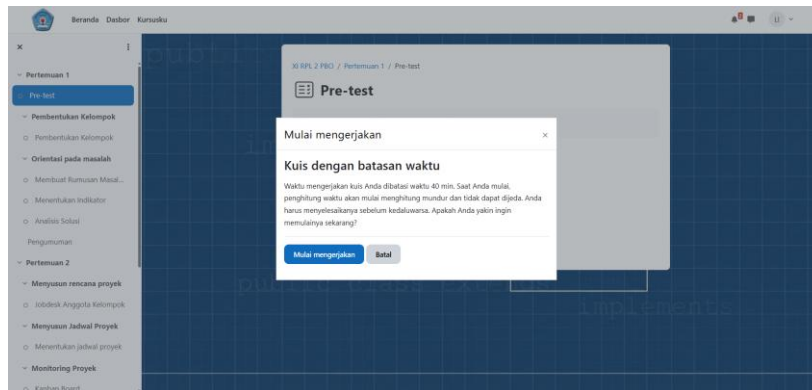 Beranda Dasbor Kursusku
U
Pertemuan 1
Pre-test
Pembentukan Kelompok
Pembentukan Kelompok
Orientasi pada masalah
Membuat Rumusan Masal...
Menentukan Indikator
Analisis Solusi
Pengumuman
Pertemuan 2
Menyusun rencana proyek
Jobdesk Anggota Kelompok
Menyusun Jadwal Proyek
Menentukan jadwal proyek
Monitoring Proyek
Kanban Board
XI RPL 2 PBO / Pertemuan 1 / Pre-test
Pre-test
Mulai mengerjakan
Kuis dengan batasan waktu
Waktu mengerjakan kuis Anda dibatasi waktu 40 min. Saat Anda mulai,
penghitung waktu akan mulai menghitung mundur dan tidak dapat dijeda. Anda
harus menyelesaikanya sebelum kedaluwarsa. Apakah Anda yakin ingin
memulainya sekarang?
Mulai mengerjakan Batal
implements